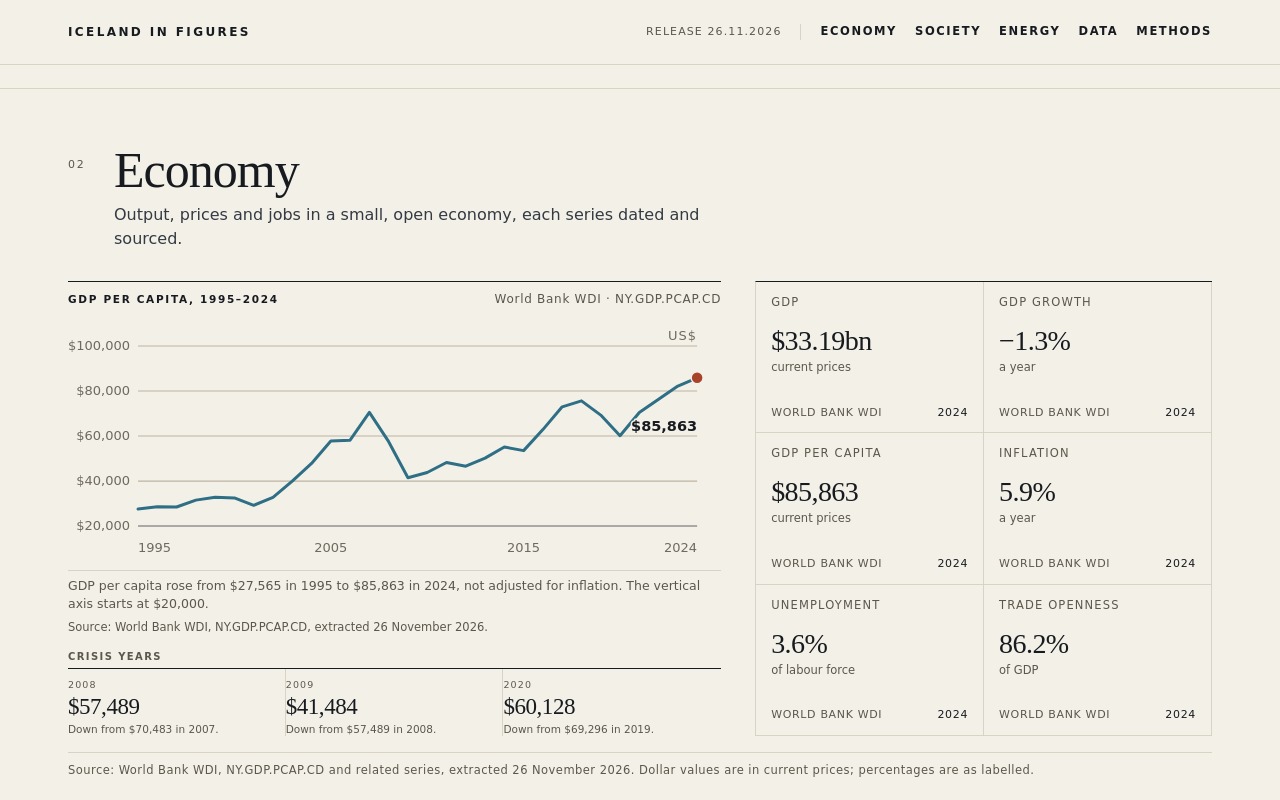 ICELAND IN FIGURES
RELEASE 26.11.2026
ECONOMY SOCIETY ENERGY DATA METHODS
02
Economy
Output, prices and jobs in a small, open economy, each series dated and
sourced.
GDP PER CAPITA, 1995–2024
World Bank WDI · NY.GDP.PCAP.CD
US$
$100,000
$80,000
$60,000
$40,000
$20,000
$85,863
1995 2005 2015 2024
GDP per capita rose from $27,565 in 1995 to $85,863 in 2024, not adjusted for inflation. The vertical
axis starts at $20,000.
Source: World Bank WDI, NY.GDP.PCAP.CD, extracted 26 November 2026.
CRISIS YEARS
2008
$57,489
Down from $70,483 in 2007.
2009
$41,484
Down from $57,489 in 2008.
2020
$60,128
Down from $69,296 in 2019.
GDP
$33.19bn
current prices
WORLD BANK WDI 2024
GDP GROWTH
−1.3%
a year
WORLD BANK WDI 2024
GDP PER CAPITA
$85,863
current prices
WORLD BANK WDI 2024
INFLATION
5.9%
a year
WORLD BANK WDI 2024
UNEMPLOYMENT
3.6%
of labour force
WORLD BANK WDI 2024
TRADE OPENNESS
86.2%
of GDP
WORLD BANK WDI 2024
Source: World Bank WDI, NY.GDP.PCAP.CD and related series, extracted 26 November 2026. Dollar values are in current prices; percentages are as labelled.